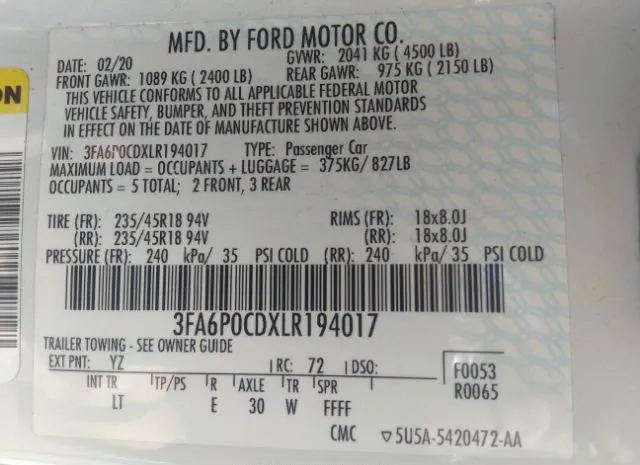 MFD. BY FORD MOTOR CO.
DATE: 02/20 GVWR: 2041 KG ( 4500 LB)
FRONT GAWR: 1089 KG ( 2400 LB) REAR GAWR: 975 KG ( 2150 LB)
THIS VEHICLE CONFORMS TO ALL APPLICABLE FEDERAL MOTOR
VEHICLE SAFETY, BUMPER, AND THEFT PREVENTION STANDARDS
IN EFFECT ON THE DATE OF MANUFACTURE SHOWN ABOVE.
VIN: 3FA6P0CDXLR194017 TYPE: Passenger Car
MAXIMUM LOAD = OCCUPANTS + LUGGAGE = 375KG/ 827LB
OCCUPANTS = 5 TOTAL; 2 FRONT, 3 REAR
TIRE (FR): 235/45R18 94V RIMS (FR): 18x8.0J
(RR): 235/45R18 94V (RR): 18x8.0J
PRESSURE (FR): 240 kPa/ 35 PSI COLD (RR): 240 kPa/ 35 PSI COLD
3FA6P0CDXLR194017
TRAILER TOWING - SEE OWNER GUIDE
EXT PNT: YZ RC: 72 DSO: F0053
R0065
INT TR TP/PS R AXLE TR SPR
LT E 30 W FFFF
CMC ▽5U5A-5420472-AA
ON